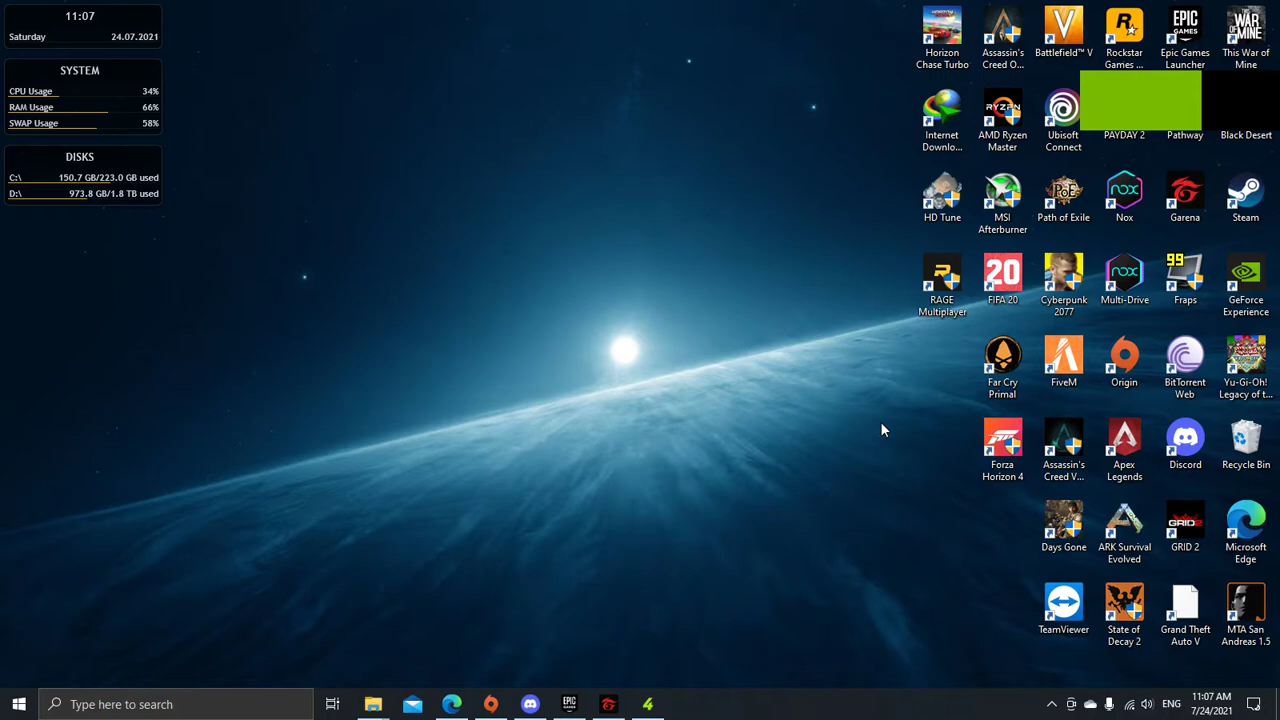 11:07
Saturday 24.07.2021
SYSTEM
CPU Usage 34%
RAM Usage 66%
SWAP Usage 58%
DISKS
C:\ 150.7 GB/223.0 GB used
D:\ 973.8 GB/1.8 TB used
Horizon
Chase Turbo
Assassin's
Creed O...
Battlefield™ V
Rockstar
Games ...
Epic Games
Launcher
This War of
Mine
Internet
Downlo...
AMD Ryzen
Master
Ubisoft
Connect
PAYDAY 2
Pathway
Black Desert
HD Tune
MSI
Afterburner
Path of Exile
Nox
Garena
Steam
RAGE
Multiplayer
FIFA 20
Cyberpunk
2077
Multi-Drive
Fraps
GeForce
Experience
Far Cry
Primal
FiveM
Origin
BitTorrent
Web
Yu-Gi-Oh!
Legacy of t...
Forza
Horizon 4
Assassin's
Creed V...
Apex
Legends
Discord
Recycle Bin
Days Gone
ARK Survival
Evolved
GRID 2
Microsoft
Edge
TeamViewer
State of
Decay 2
Grand Theft
Auto V
MTA San
Andreas 1.5
Type here to search
ENG
11:07 AM
7/24/2021